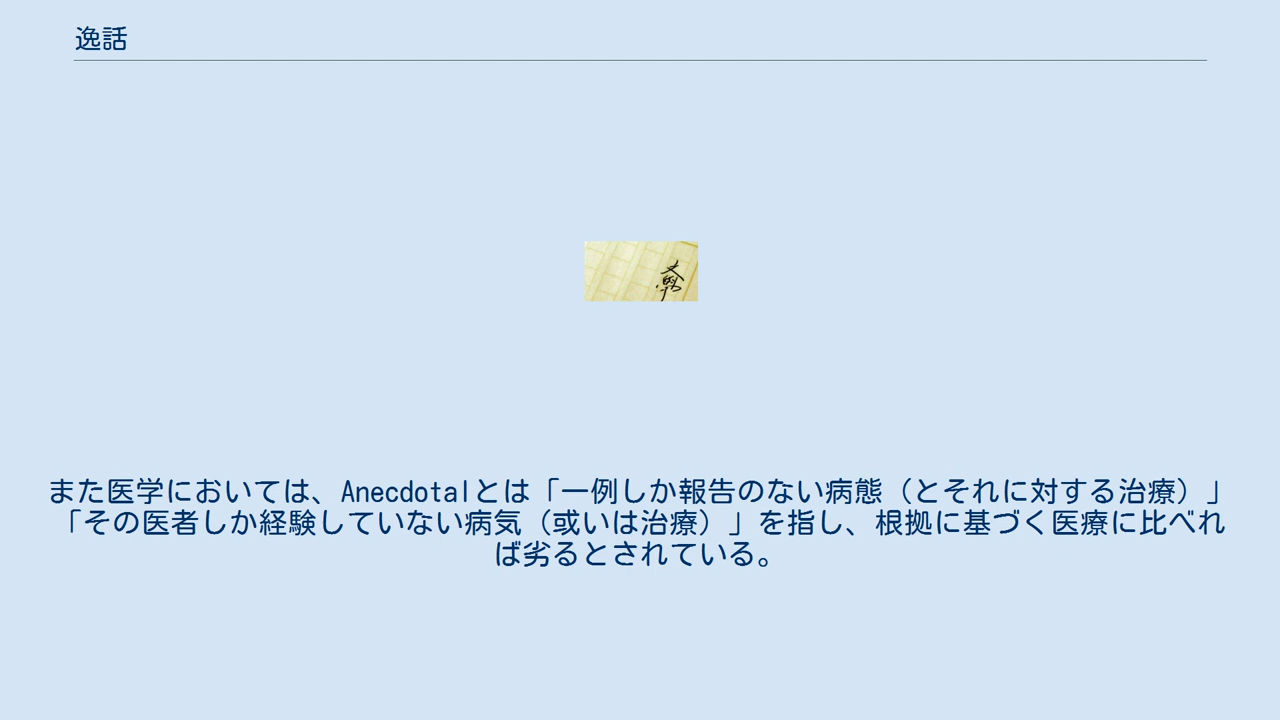 逸話
また医学においては、Anecdotalとは「一例しか報告のない病態（とそれに対する治療）」
「その医者しか経験していない病気（或いは治療）」を指し、根拠に基づく医療に比べれ
ば劣るとされている。